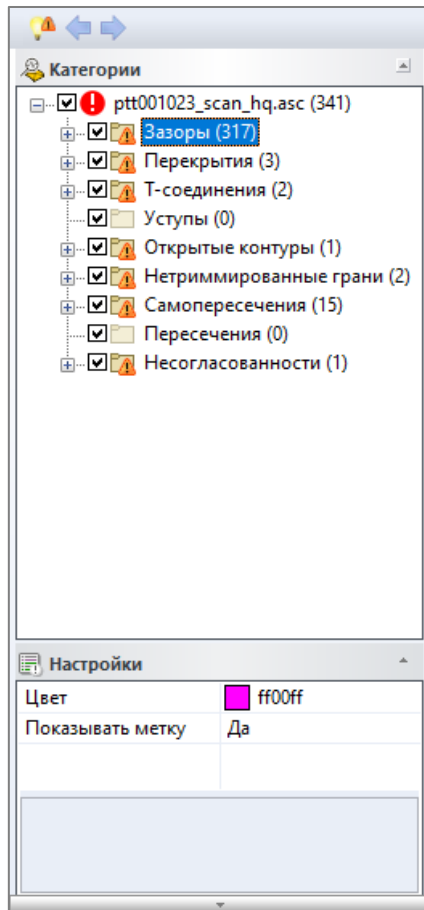 Категории
ptt001023_scan_hq.asc (341)
Зазоры (317)
Перекрытия (3)
Т-соединения (2)
Уступы (0)
Открытые контуры (1)
Нетриммированные грани (2)
Самопересечения (15)
Пересечения (0)
Несогласованности (1)
Настройки
Цвет ff00ff
Показывать метку Да